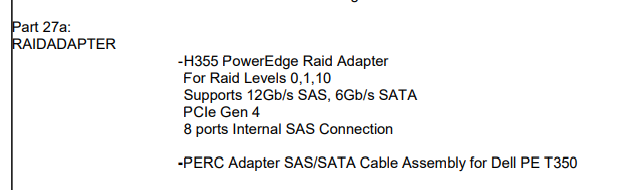 Part 27a:
RAIDADAPTER
-H355 PowerEdge Raid Adapter
For Raid Levels 0,1,10
Supports 12Gb/s SAS, 6Gb/s SATA
PCIe Gen 4
8 ports Internal SAS Connection
-PERC Adapter SAS/SATA Cable Assembly for Dell PE T350